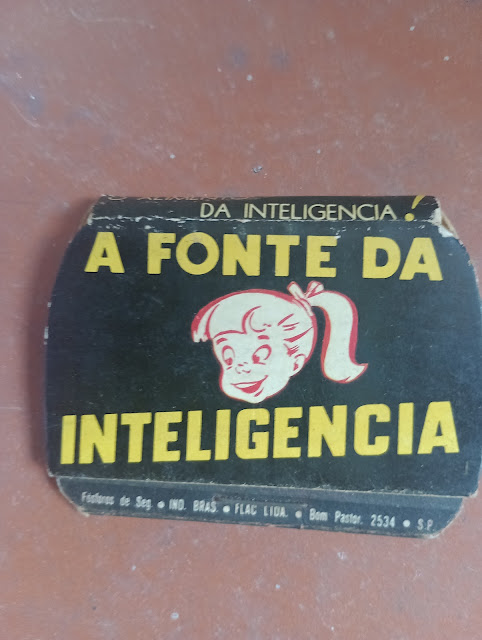 DA INTELIGENCIA!
A FONTE DA
INTELIGENCIA
Fósforos de Seg. • IND. BRAS. • FLAC LTDA. • Bom Pastor. 2534 • S.P.